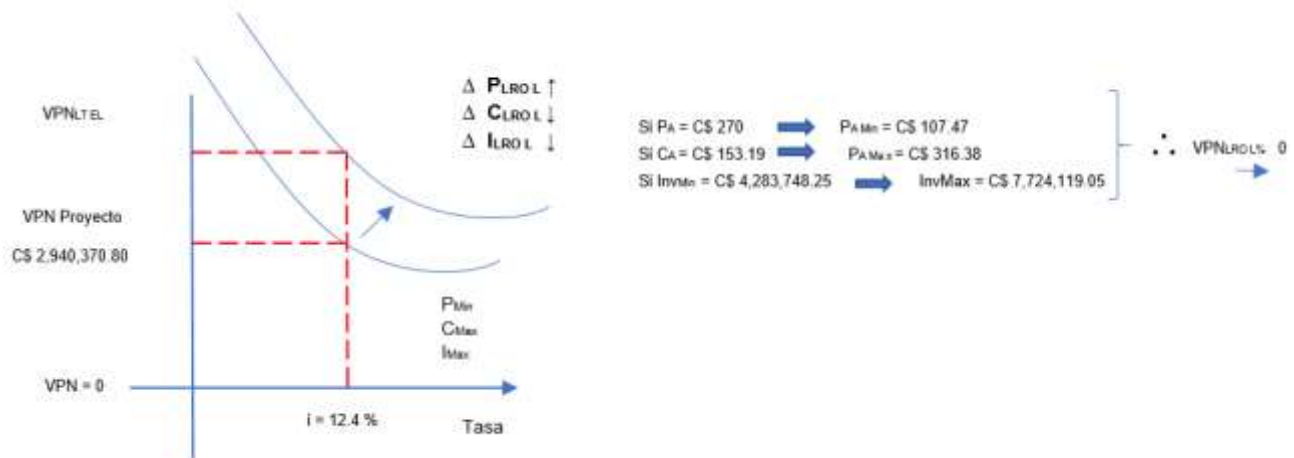 VPNLT EL
VPN Proyecto
C$ 2,940,370.80
VPN = 0
Δ PLRO L ↑
Δ CLRO L ↓
Δ ILRO L ↓
PMin
CMax
IMax
i = 12.4 %
Tasa
Si PA = C$ 270 PA Min = C$ 107.47
Si CA = C$ 153.19 PA Max = C$ 316.38
Si InvMin = C$ 4,283,748.25 InvMax = C$ 7,724,119.05
∴ VPNLRO L% 0